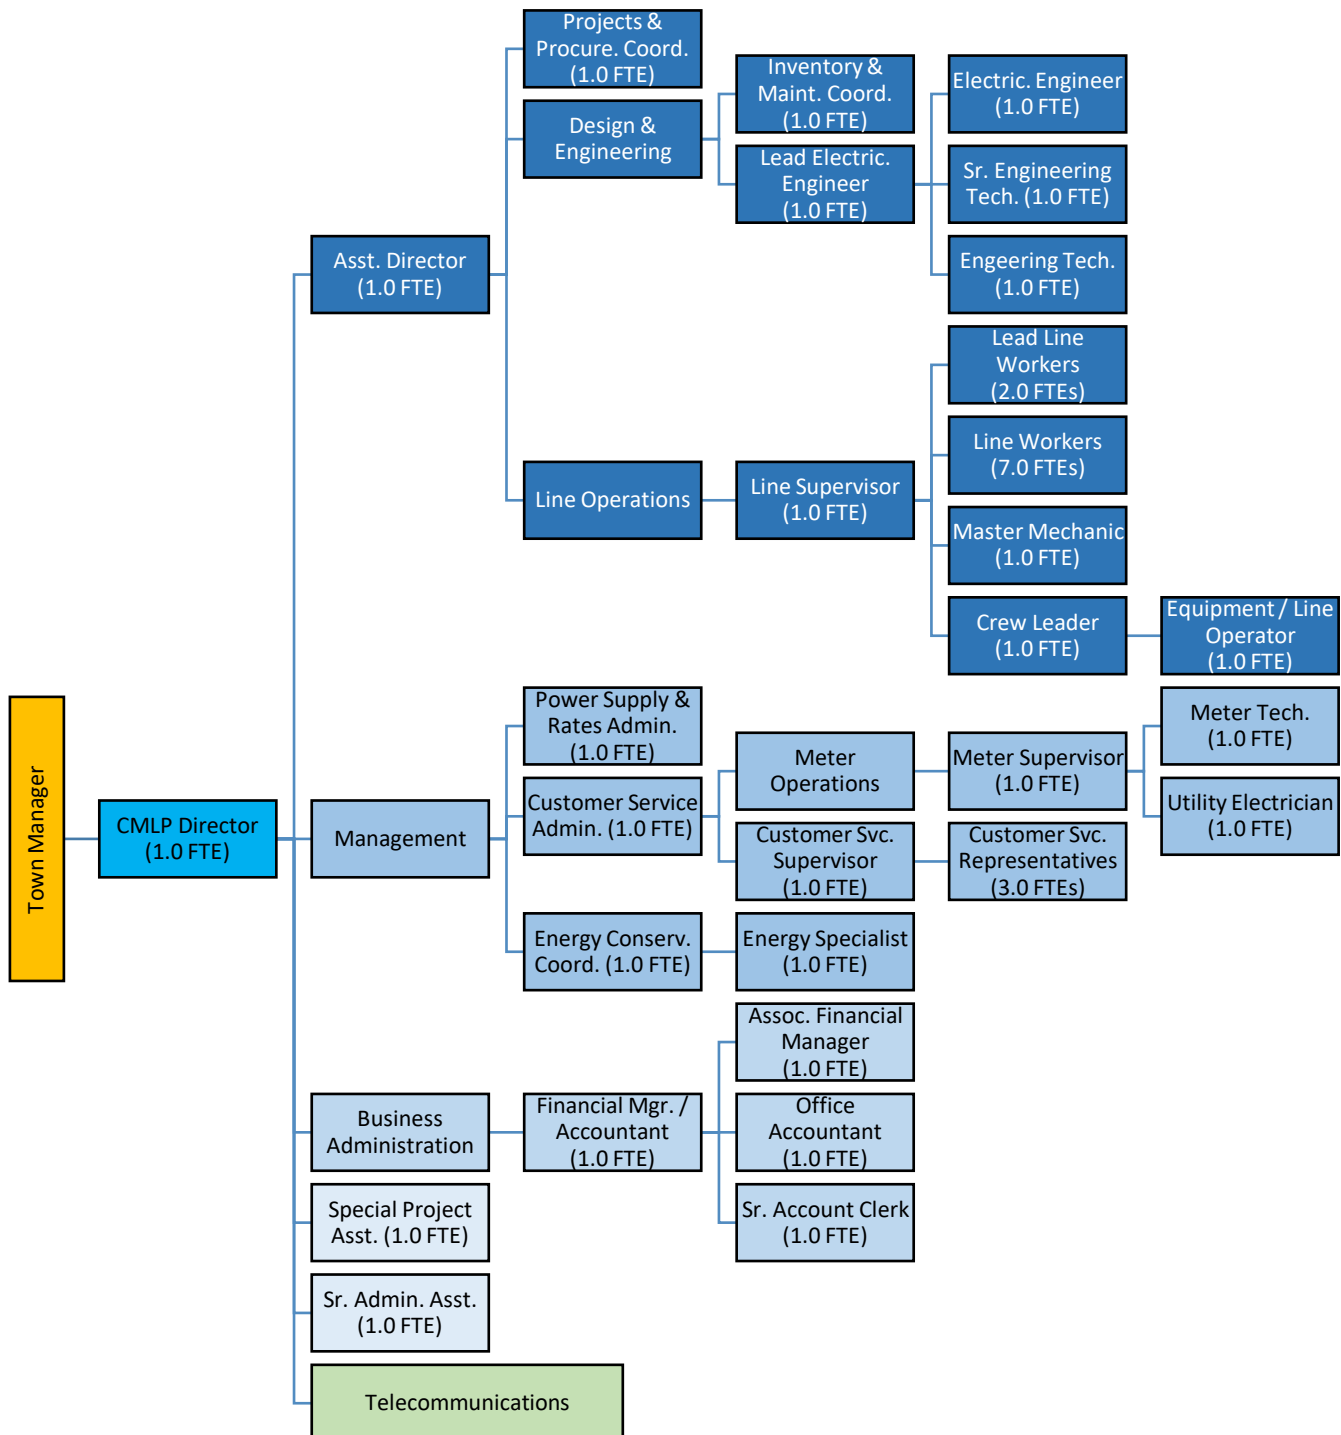 Projects &
Procure. Coord.
(1.0 FTE)
Inventory &
Maint. Coord.
(1.0 FTE)
Electric. Engineer
(1.0 FTE)
Design &
Engineering
Lead Electric.
Engineer
(1.0 FTE)
Sr. Engineering
Tech. (1.0 FTE)
Asst. Director
(1.0 FTE)
Engeering Tech.
(1.0 FTE)
Lead Line
Workers
(2.0 FTEs)
Line Workers
(7.0 FTEs)
Line Operations
Line Supervisor
(1.0 FTE)
Master Mechanic
(1.0 FTE)
Crew Leader
(1.0 FTE)
Equipment / Line
Operator
(1.0 FTE)
Town Manager
CMLP Director
(1.0 FTE)
Management
Power Supply &
Rates Admin.
(1.0 FTE)
Customer Service
Admin. (1.0 FTE)
Meter
Operations
Meter Supervisor
(1.0 FTE)
Meter Tech.
(1.0 FTE)
Utility Electrician
(1.0 FTE)
Customer Svc.
Supervisor
(1.0 FTE)
Customer Svc.
Representatives
(3.0 FTEs)
Energy Conserv.
Coord. (1.0 FTE)
Energy Specialist
(1.0 FTE)
Business
Administration
Financial Mgr. /
Accountant
(1.0 FTE)
Assoc. Financial
Manager
(1.0 FTE)
Office
Accountant
(1.0 FTE)
Sr. Account Clerk
(1.0 FTE)
Special Project
Asst. (1.0 FTE)
Sr. Admin. Asst.
(1.0 FTE)
Telecommunications